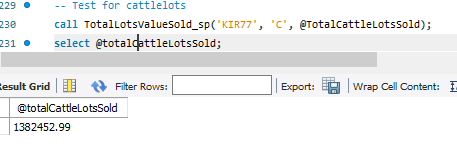 229 -- Test for cattlelots
230 call TotalLotsValueSold_sp('KIR77', 'C', @TotalCattleLotsSold);
231 select @totalCattleLotsSold;
Result Grid Filter Rows: Export: Wrap Cell Content:
@totalCattleLotsSold
1382452.99